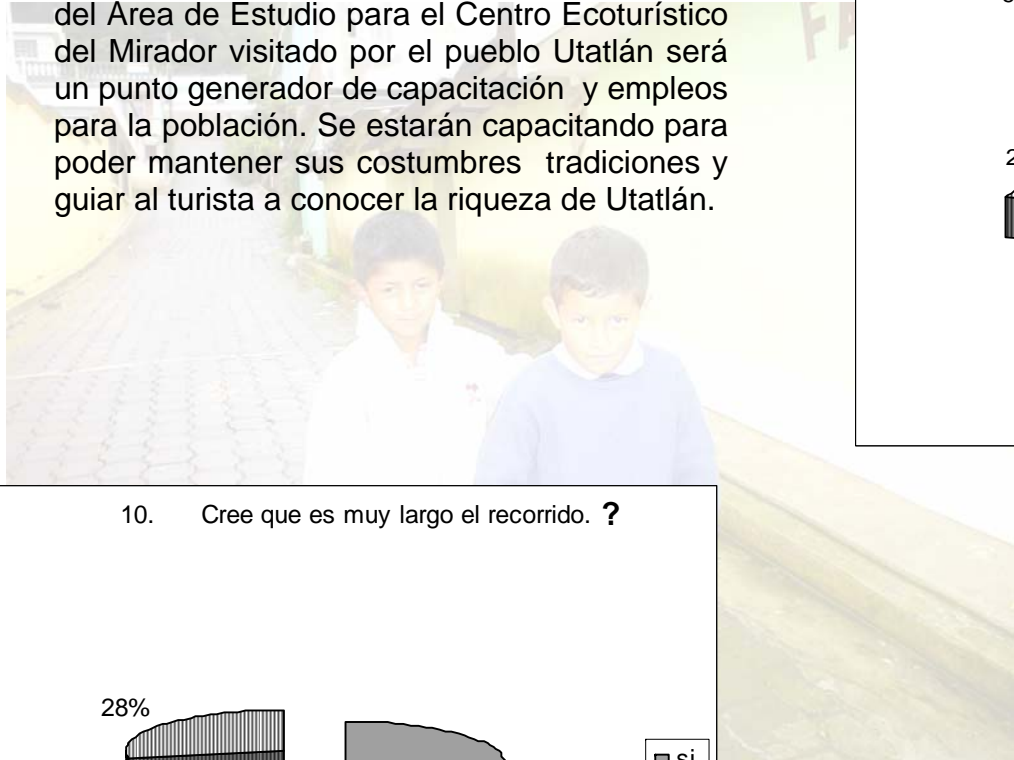 del Area de Estudio para el Centro Ecoturístico
del Mirador visitado por el pueblo Utatlán será
un punto generador de capacitación y empleos
para la población. Se estarán capacitando para
poder mantener sus costumbres tradiciones y
guiar al turista a conocer la riqueza de Utatlán.
FA
2
10. Cree que es muy largo el recorrido. ?
28%
si